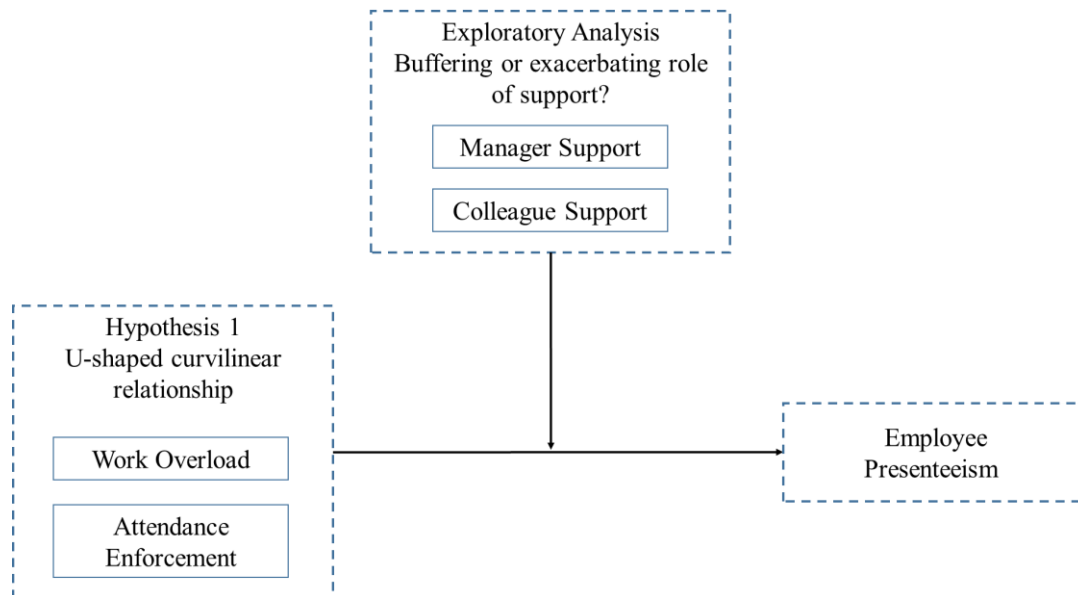 Exploratory Analysis
Buffering or exacerbating role
of support?
Manager Support
Colleague Support
Hypothesis 1
U-shaped curvilinear
relationship
Work Overload
Attendance
Enforcement
Employee
Presenteeism